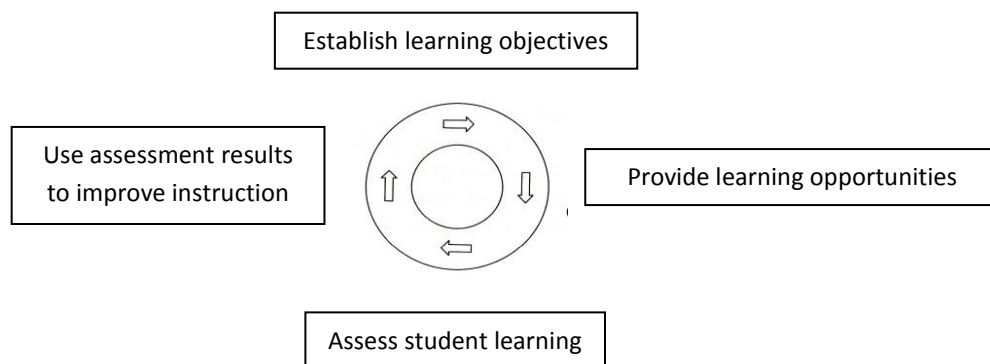 Establish learning objectives
Use assessment results
to improve instruction
Provide learning opportunities
Assess student learning